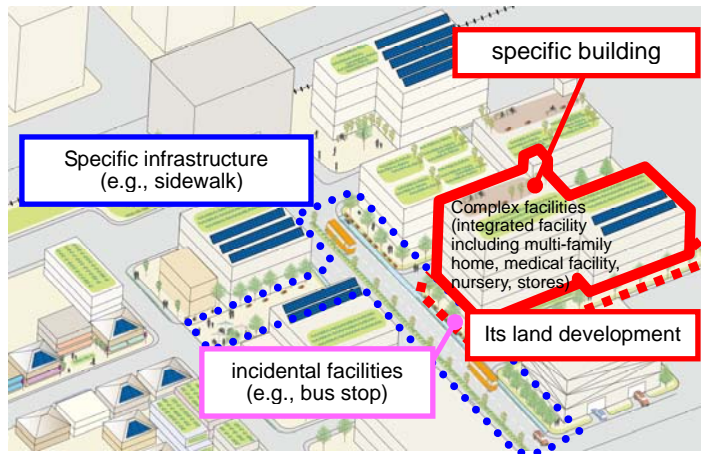 specific building
Specific infrastructure
(e.g., sidewalk)
Complex facilities
(integrated facility
including multi-family
home, medical facility,
nursery, stores)
Its land development
incidental facilities
(e.g., bus stop)